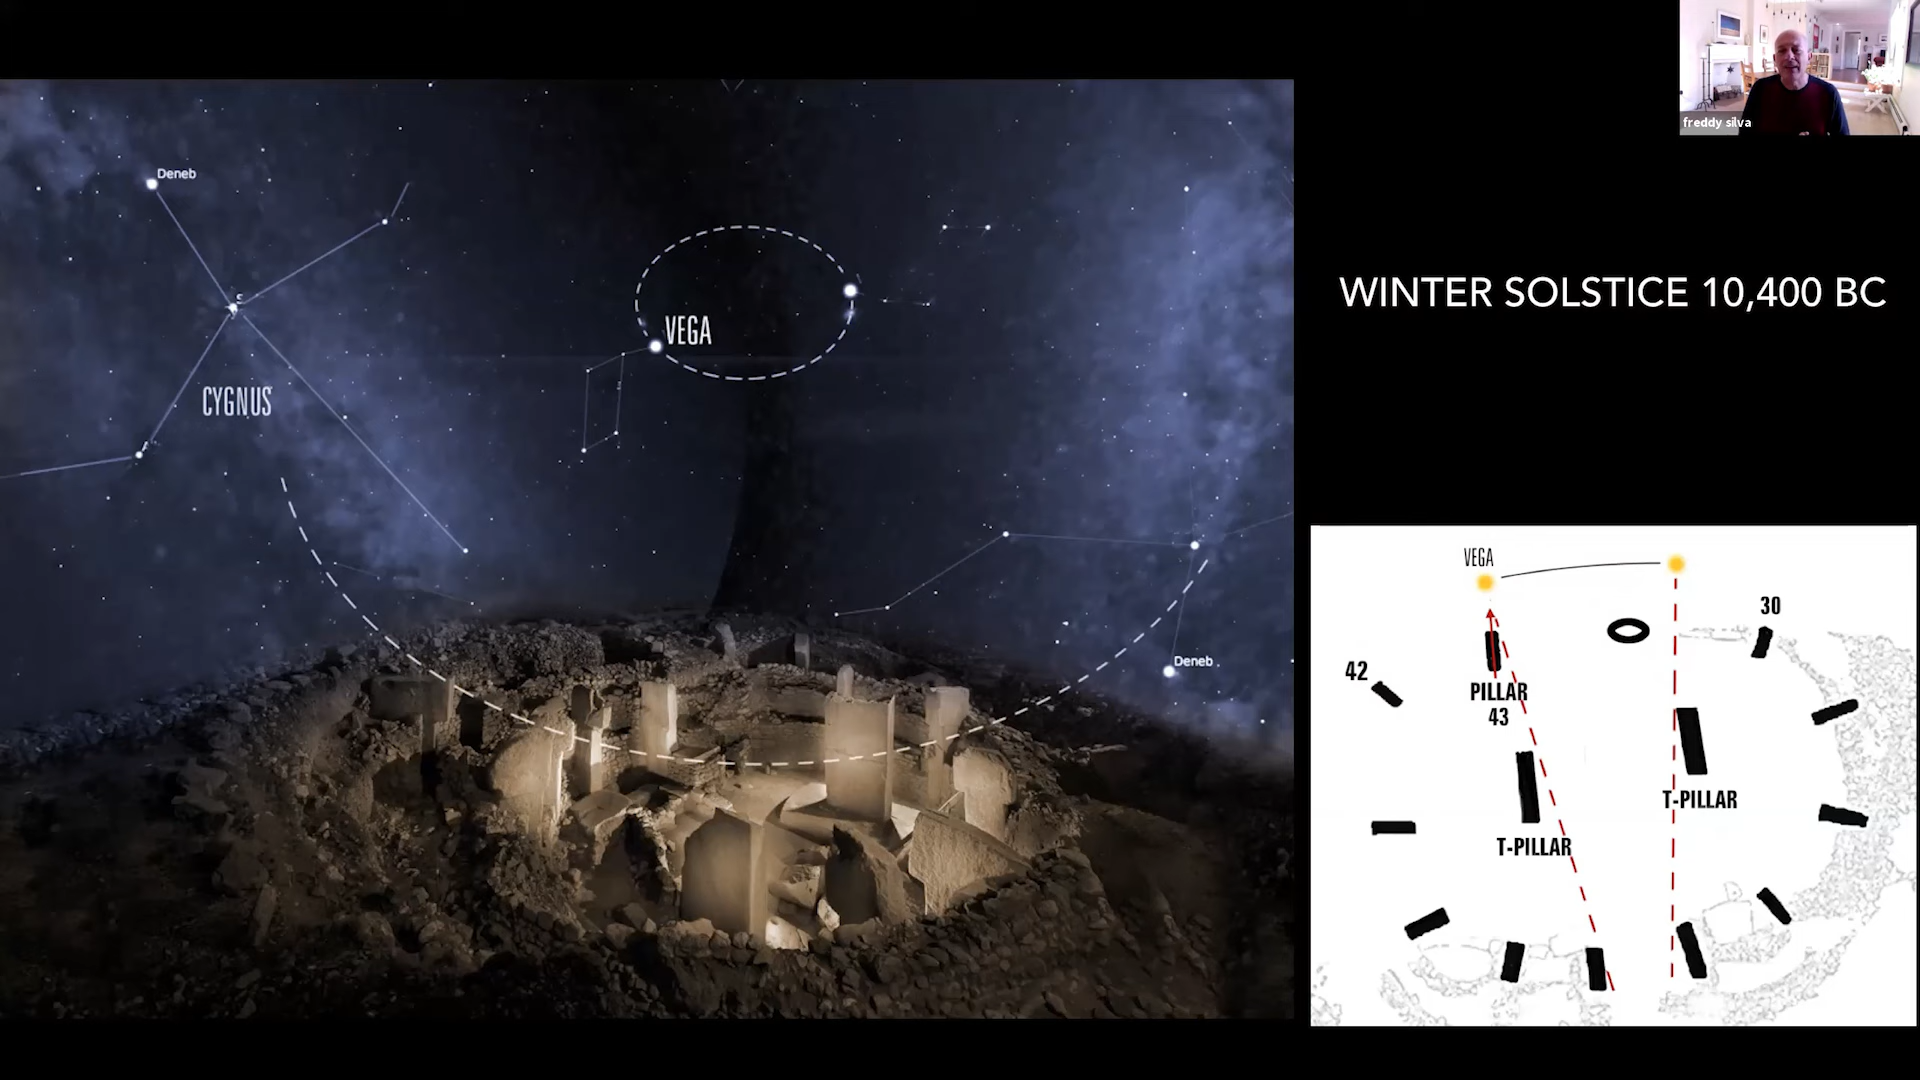 freddy silva
Deneb
VEGA
CYGNUS
Deneb
WINTER SOLSTICE 10,400 BC
VEGA
30
42
PILLAR
43
T-PILLAR
T-PILLAR